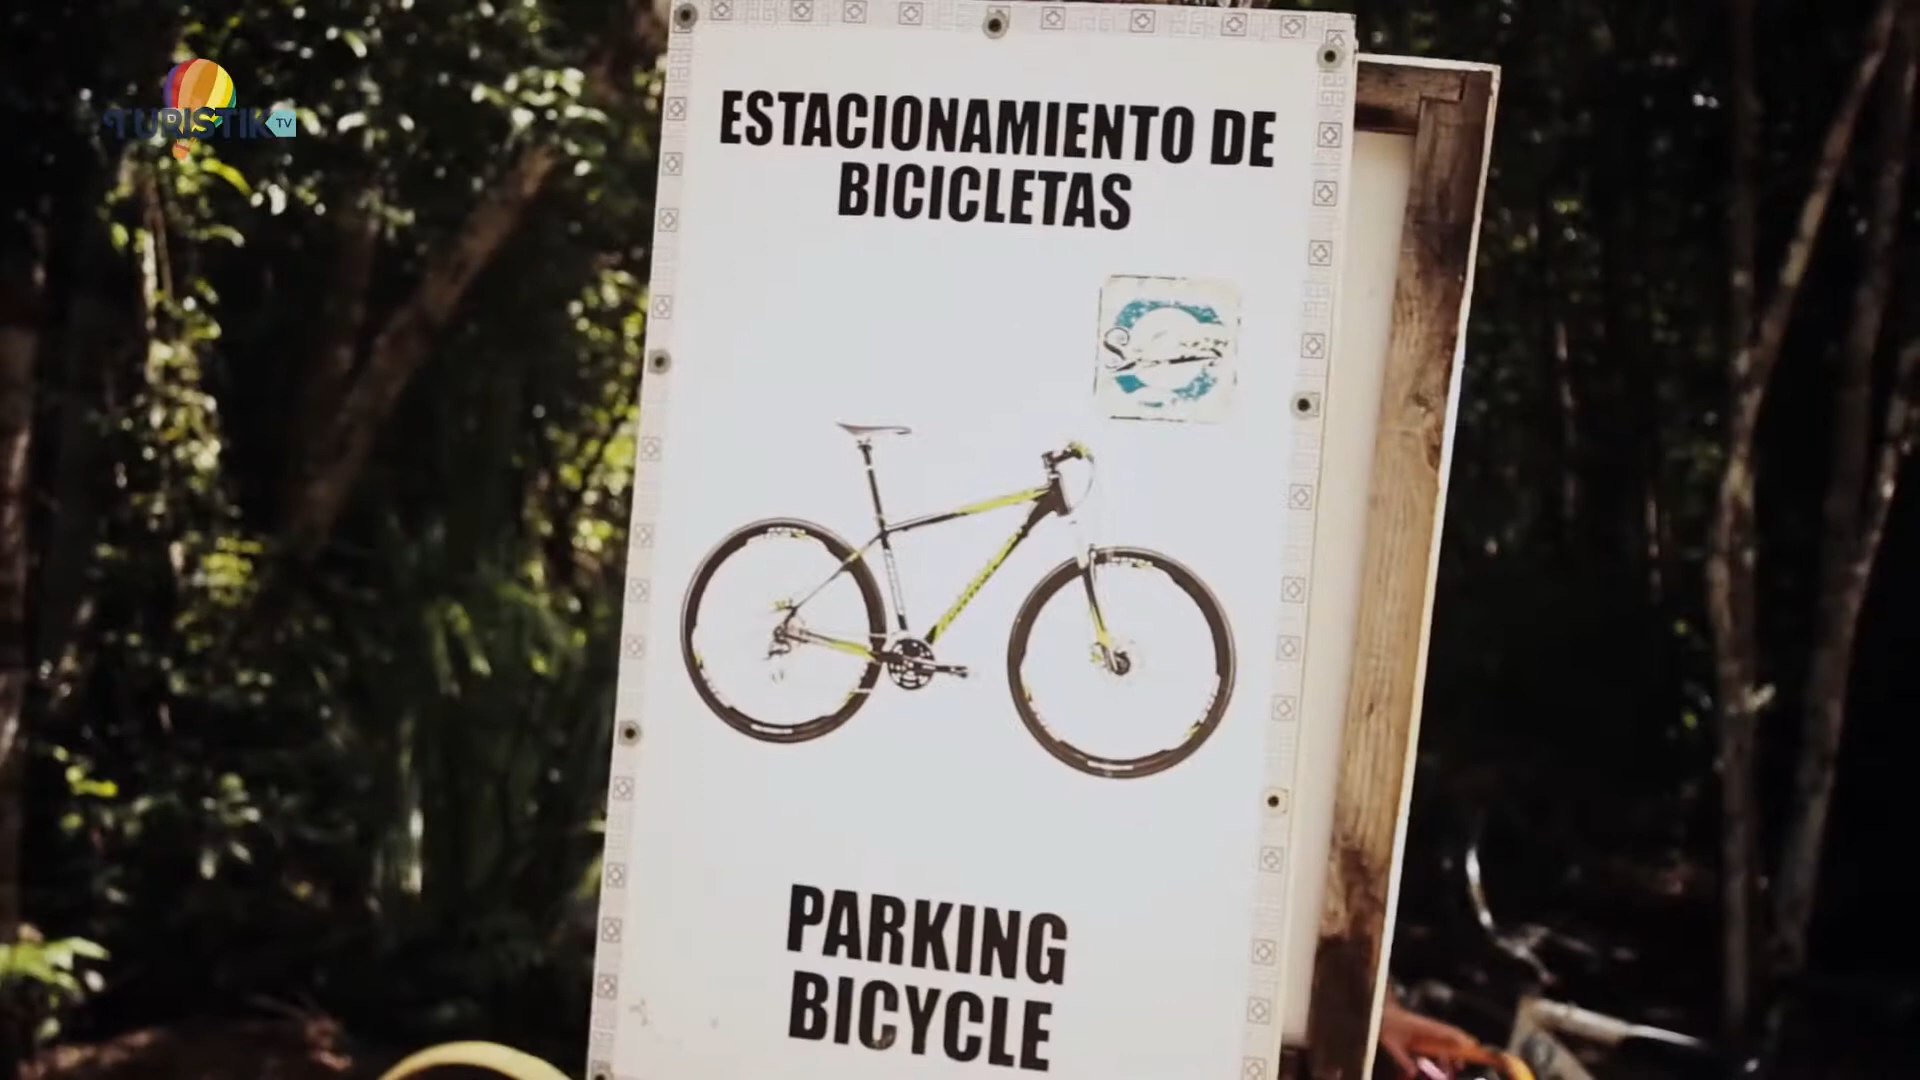 TURISTIK TV
ESTACIONAMIENTO DE
BICICLETAS
PARKING
BICYCLE